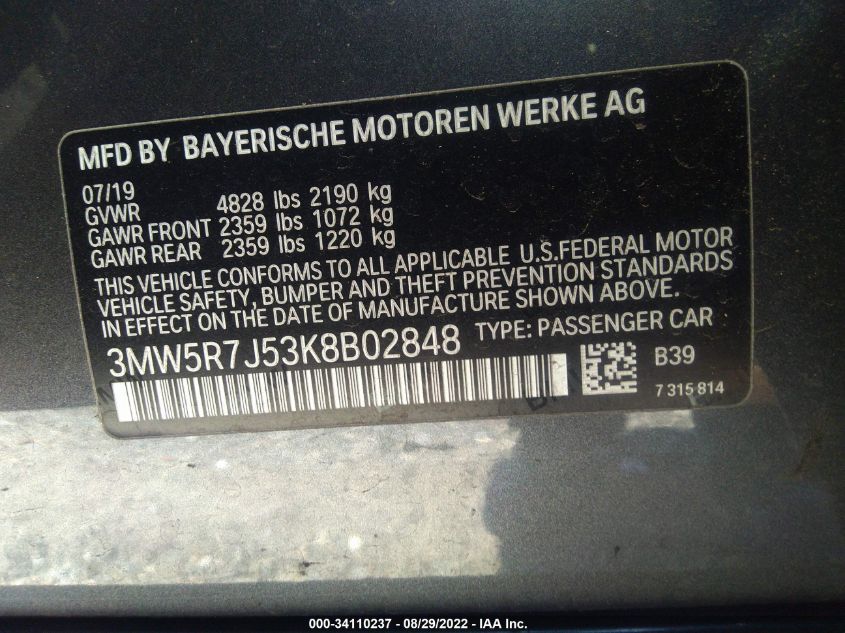 MFD BY BAYERISCHE MOTOREN WERKE AG
07/19
GVWR 4828 lbs 2190 kg
GAWR FRONT 2359 lbs 1072 kg
GAWR REAR 2359 lbs 1220 kg
THIS VEHICLE CONFORMS TO ALL APPLICABLE U.S.FEDERAL MOTOR
VEHICLE SAFETY, BUMPER AND THEFT PREVENTION STANDARDS
IN EFFECT ON THE DATE OF MANUFACTURE SHOWN ABOVE.
3MW5R7J53K8B02848 TYPE: PASSENGER CAR
B39
7 315 814
000-34110237 - 08/29/2022 - IAA Inc.